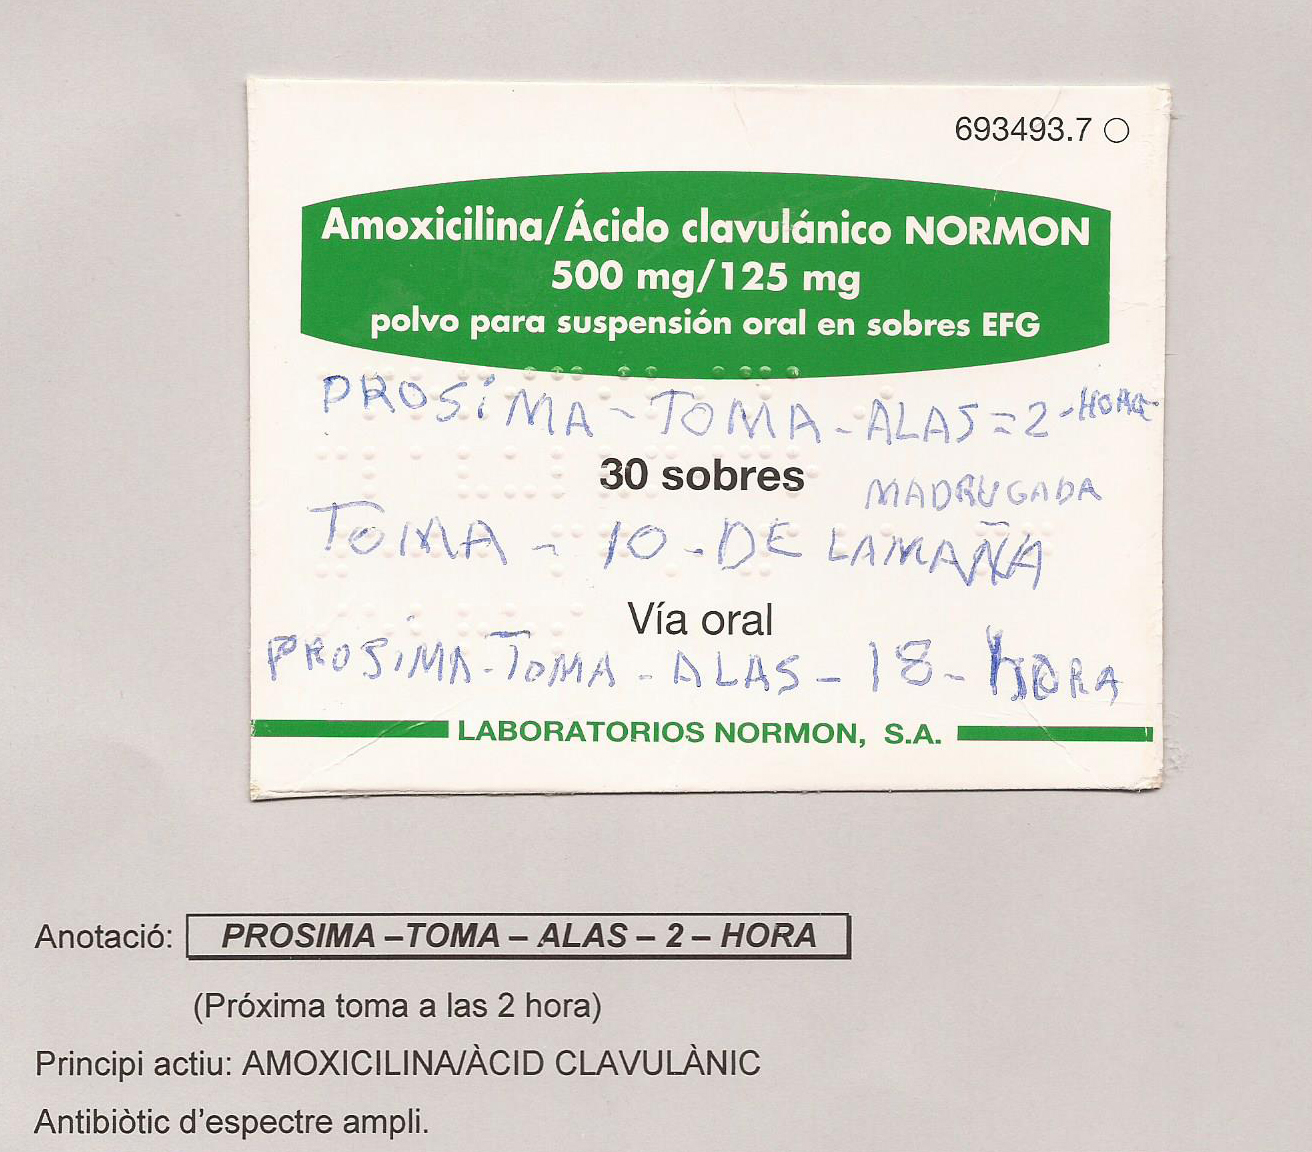 693493.7
Amoxicilina/Ácido clavulánico NORMON
500 mg/125 mg
polvo para suspensión oral en sobres EFG
PROSiMA - TOMA - ALAS = 2 - HORA
30 sobres
MADRUGADA
TOMA - 10 - DE LAMAÑA
Vía oral
PROSiMA - TOMA - ALAS - 18 - HORA
LABORATORIOS NORMON, S.A.
Anotació: PROSIMA –TOMA – ALAS – 2 – HORA
(Próxima toma a las 2 hora)
Principi actiu: AMOXICILINA/ÀCID CLAVULÀNIC
Antibiòtic d’espectre ampli.